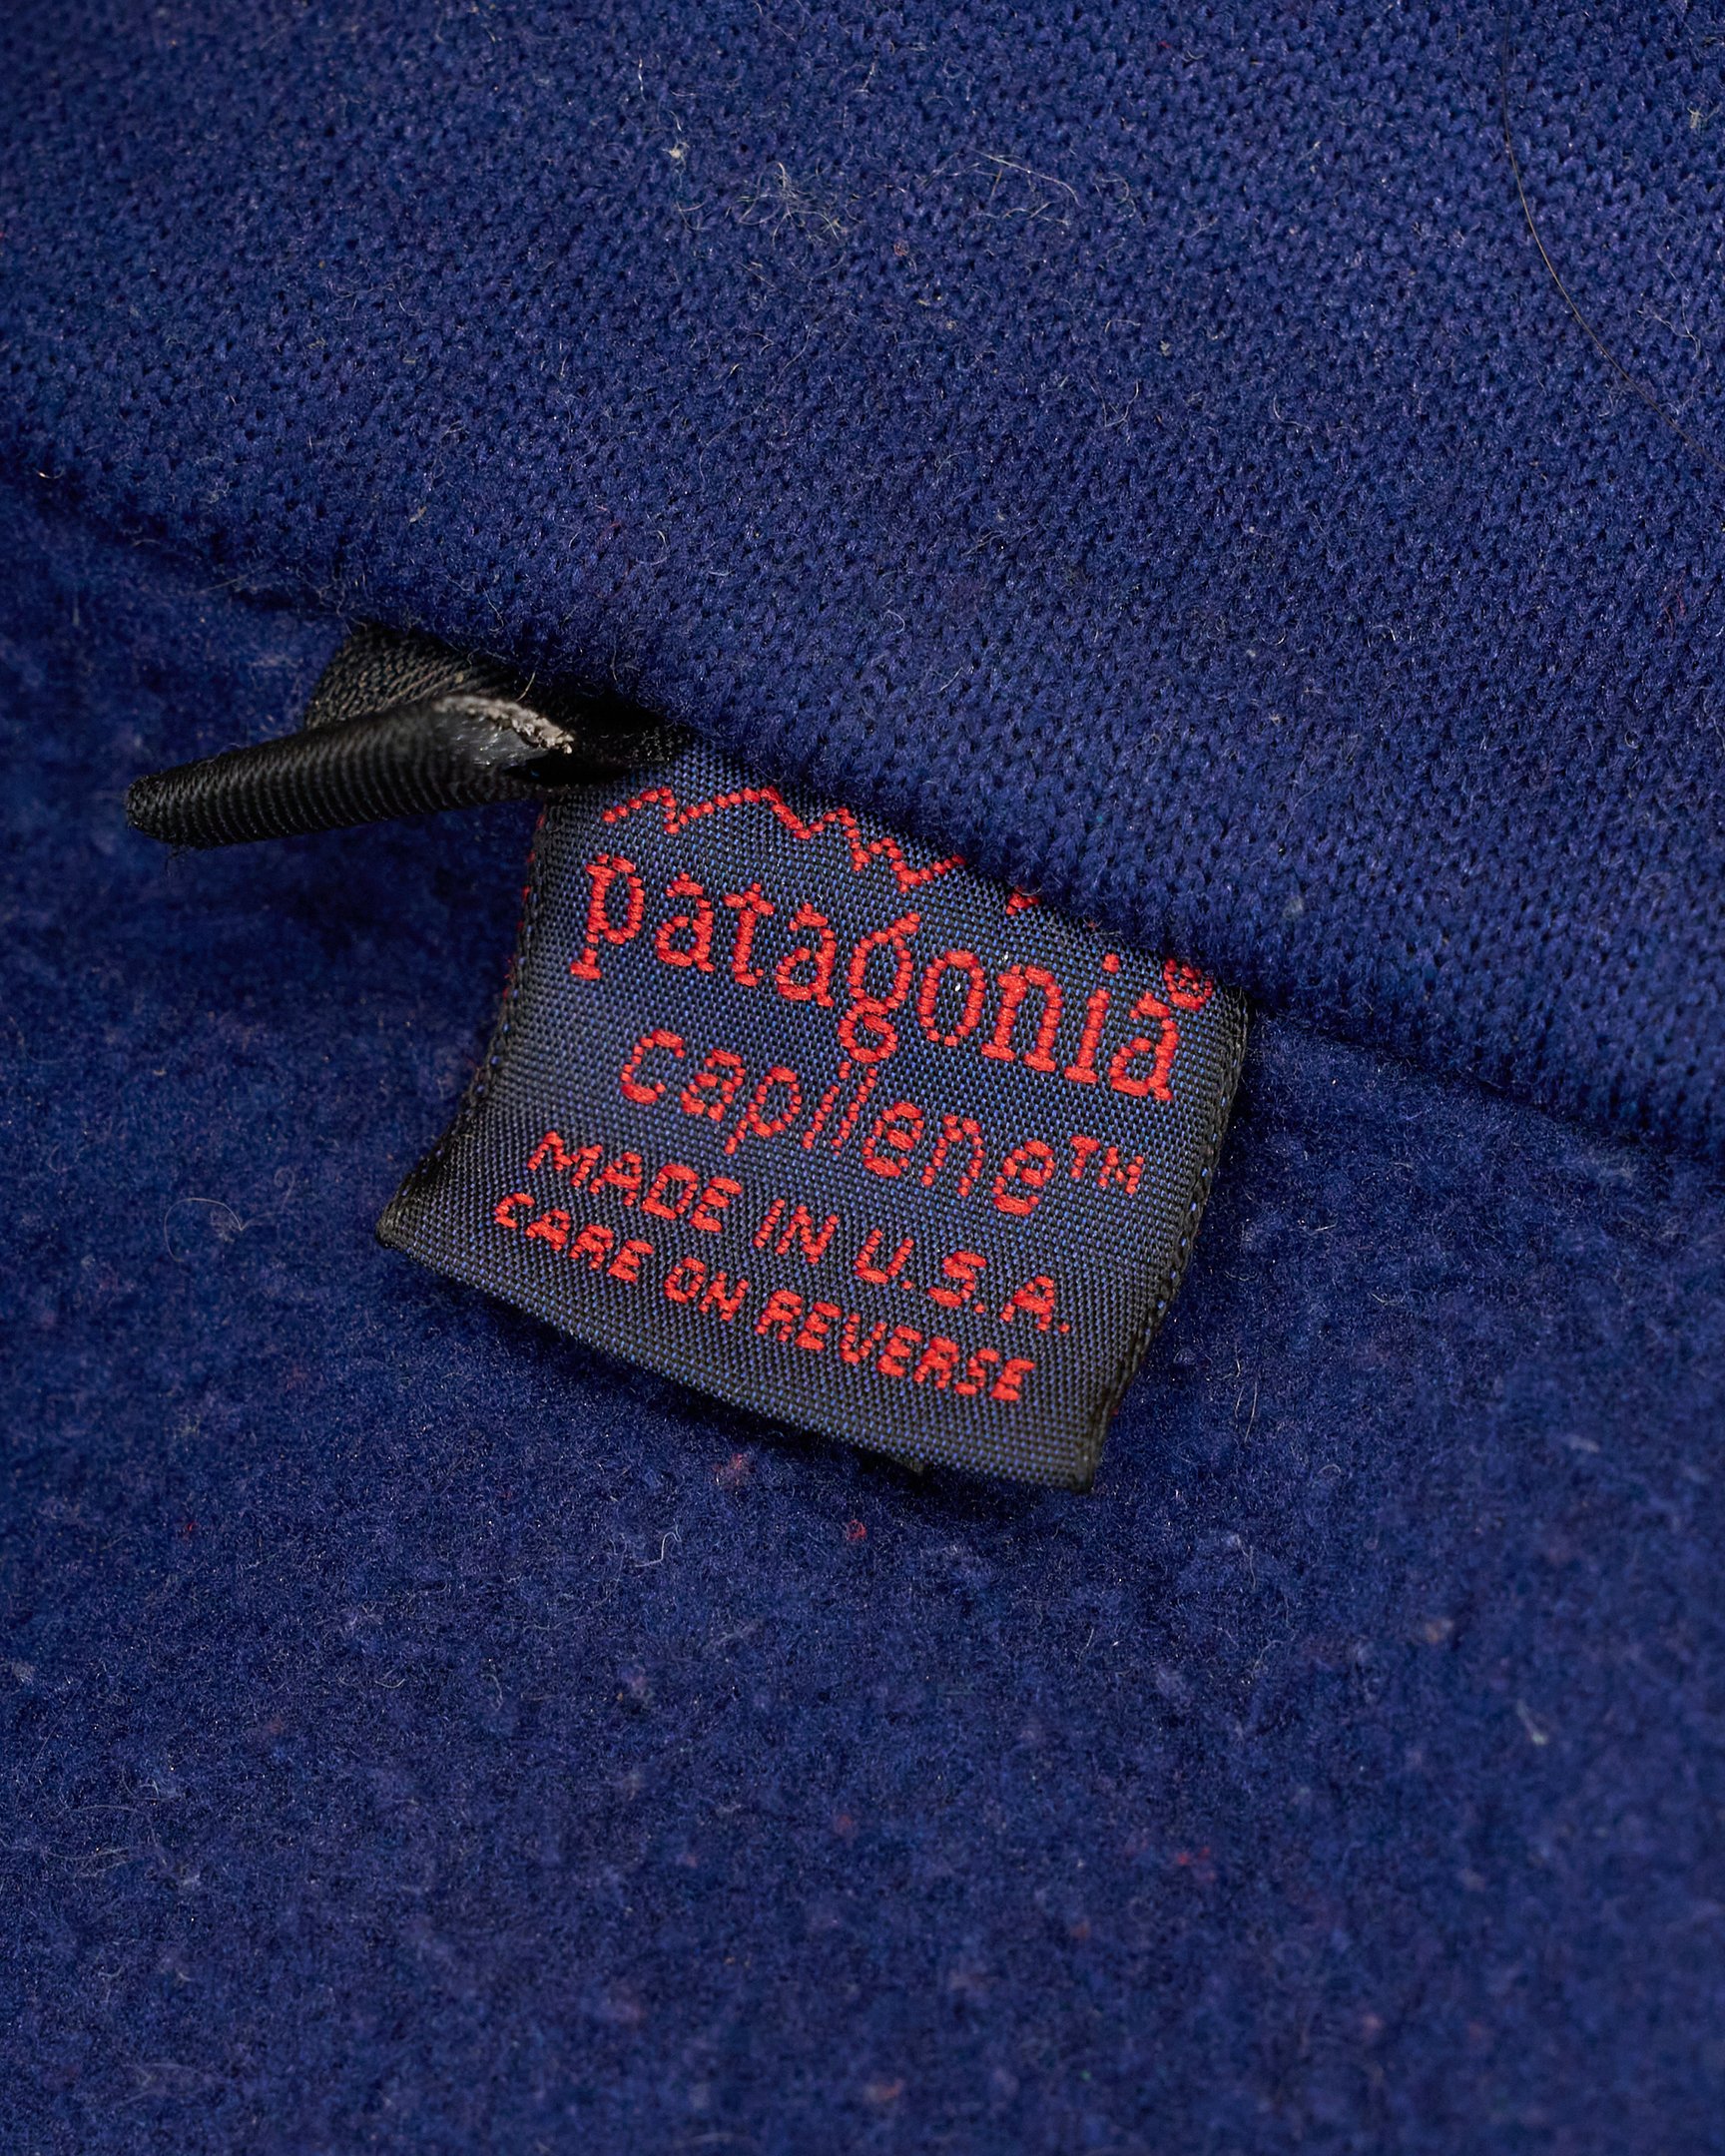 patagonia®
capilene™
MADE IN U.S.A.
CARE ON REVERSE